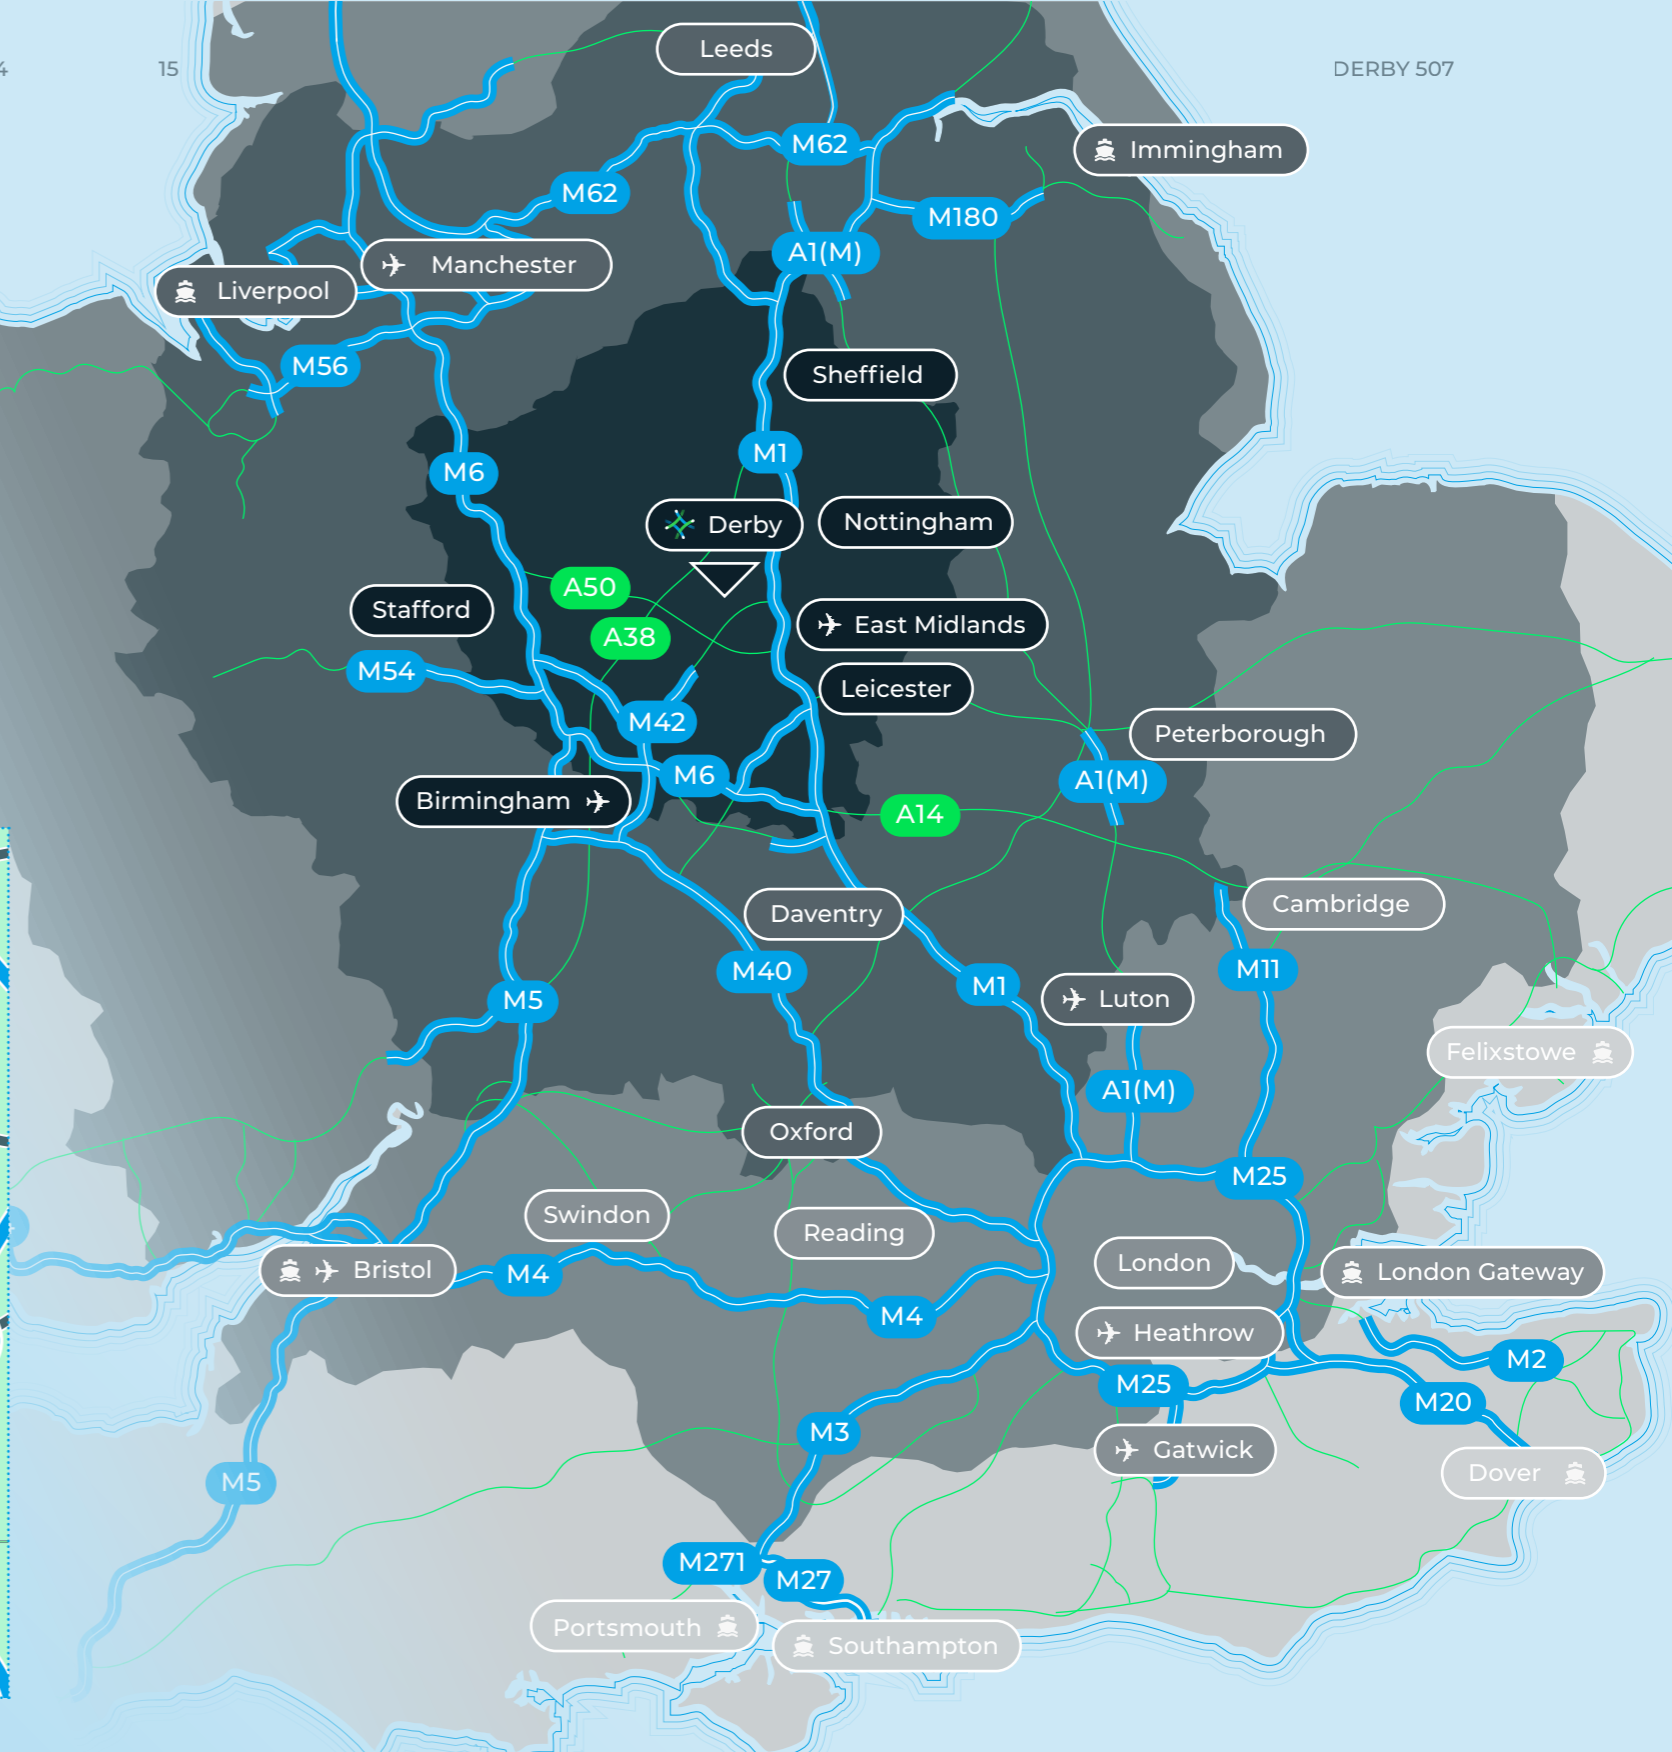 4
15
DERBY 507
Leeds
M62
Immingham
M62
M180
A1(M)
Manchester
Liverpool
M56
Sheffield
M1
M6
Derby
Nottingham
A50
Stafford
A38
East Midlands
M54
Leicester
M42
Peterborough
M6
A1(M)
Birmingham
A14
Cambridge
Daventry
M40
M11
M1
Luton
M5
Felixstowe
A1(M)
Oxford
M25
Swindon
Reading
London
Bristol
M4
London Gateway
M4
Heathrow
M2
M25
M20
M3
Gatwick
Dover
M5
M271
M27
Portsmouth
Southampton